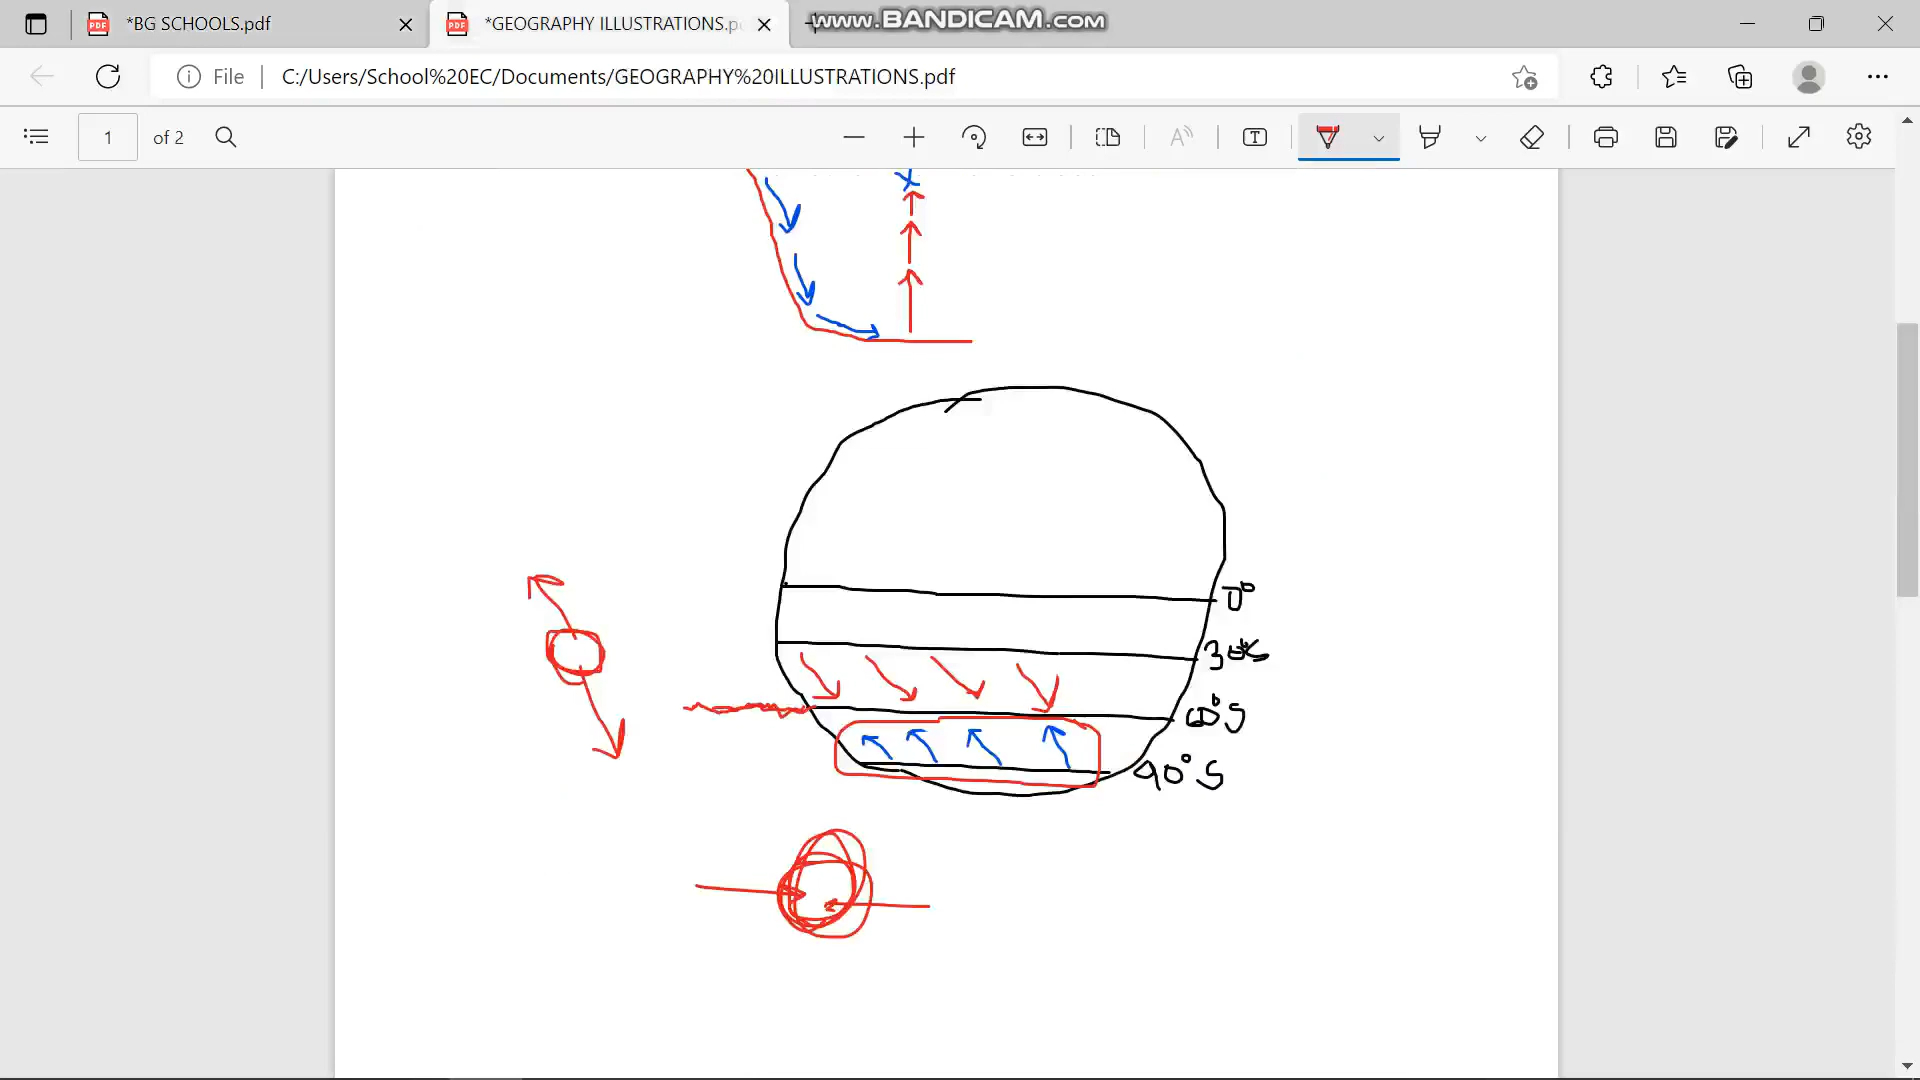 *BG SCHOOLS.pdf
*GEOGRAPHY ILLUSTRATIONS.p
www.BANDICAM.com
File
C:/Users/School%20EC/Documents/GEOGRAPHY%20ILLUSTRATIONS.pdf
1 of 2
X
0°
60°S
90°S